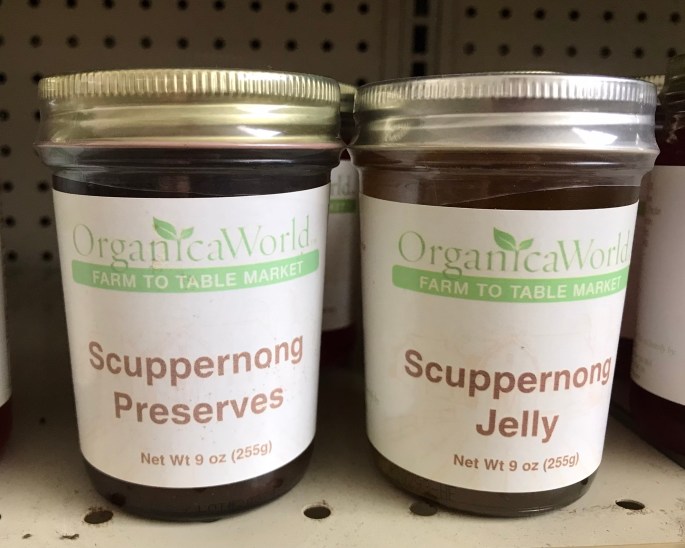 OrganicaWorld
FARM TO TABLE MARKET
Scuppernong
Preserves
Net Wt 9 oz (255g)
OrganicaWorld
FARM TO TABLE MARKET
Scuppernong
Jelly
Net Wt 9 oz (255g)